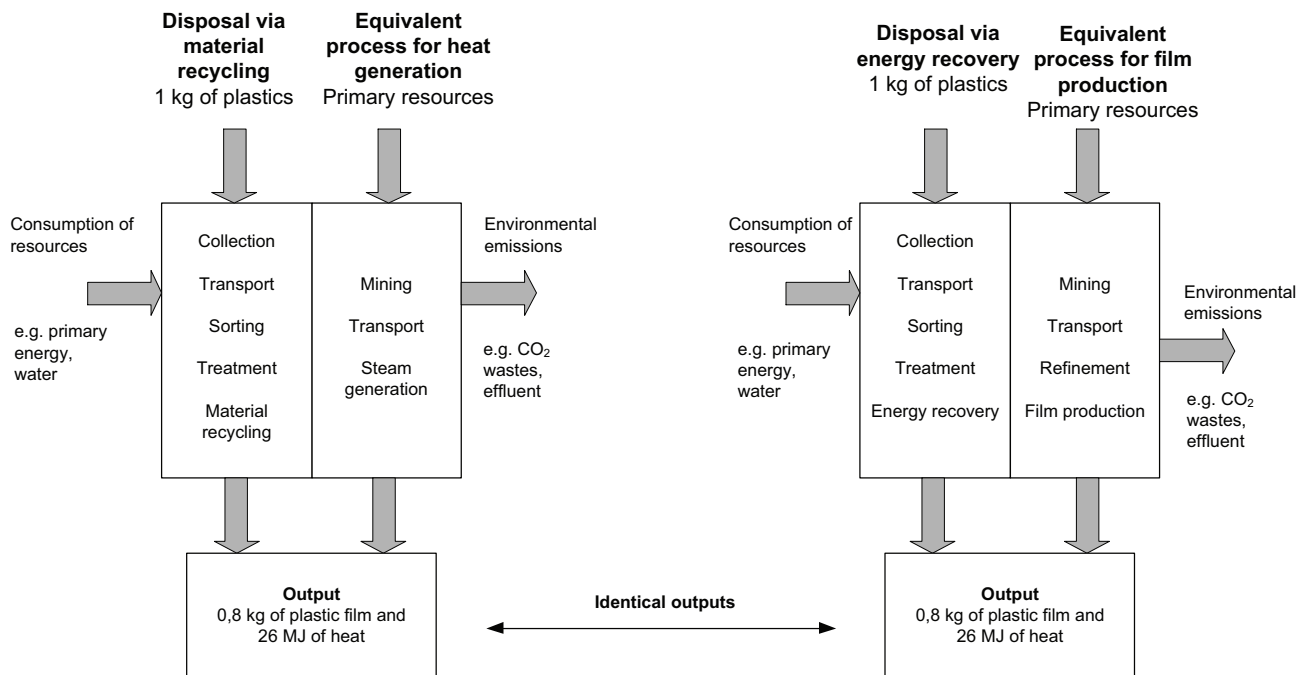 Disposal via
material
recycling
1 kg of plastics
Equivalent
process for heat
generation
Primary resources
Consumption of
resources
e.g. primary
energy,
water
Collection
Transport
Sorting
Treatment
Material
recycling
Mining
Transport
Steam
generation
Environmental
emissions
e.g. CO₂
wastes,
effluent
Output
0,8 kg of plastic film and
26 MJ of heat
Identical outputs
Disposal via
energy recovery
1 kg of plastics
Equivalent
process for film
production
Primary resources
Consumption of
resources
e.g. primary
energy,
water
Collection
Transport
Sorting
Treatment
Energy recovery
Mining
Transport
Refinement
Film production
Environmental
emissions
e.g. CO₂
wastes,
effluent
Output
0,8 kg of plastic film and
26 MJ of heat